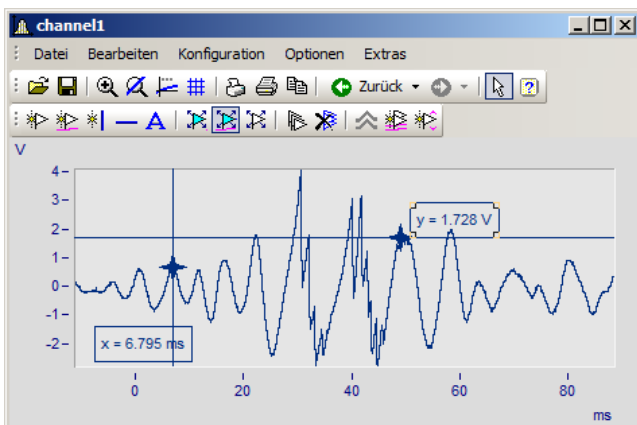 channel1
Datei Bearbeiten Konfiguration Optionen Extras
Zurück
A
V
4
3
2
1
0
-1
-2
y = 1.728 V
x = 6.795 ms
0 20 40 60 80
ms